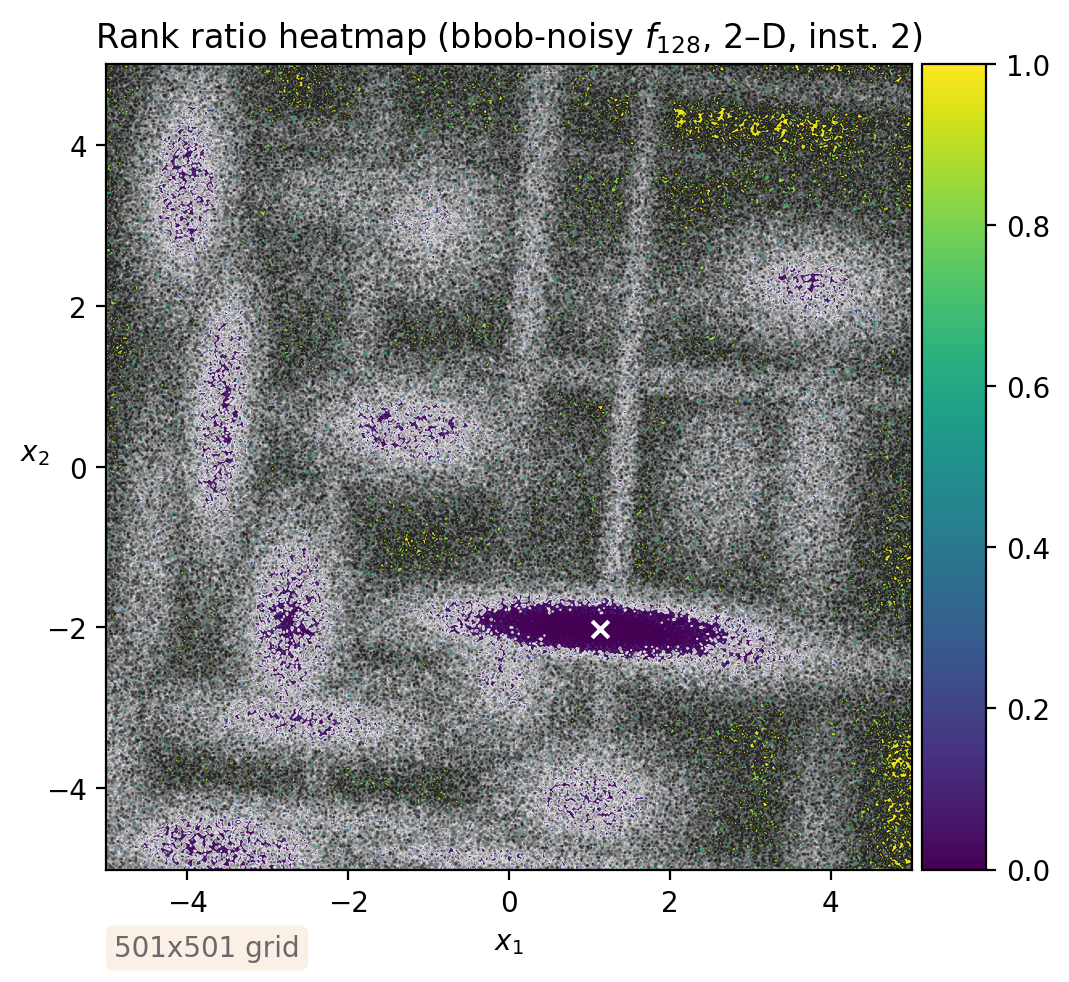 Rank ratio heatmap (bbob-noisy f₁₂₈, 2–D, inst. 2)
1.0
4
0.8
2
0.6
x₂
0
0.4
−2
0.2
−4
0.0
−4 −2 0 2 4
x₁
501x501 grid